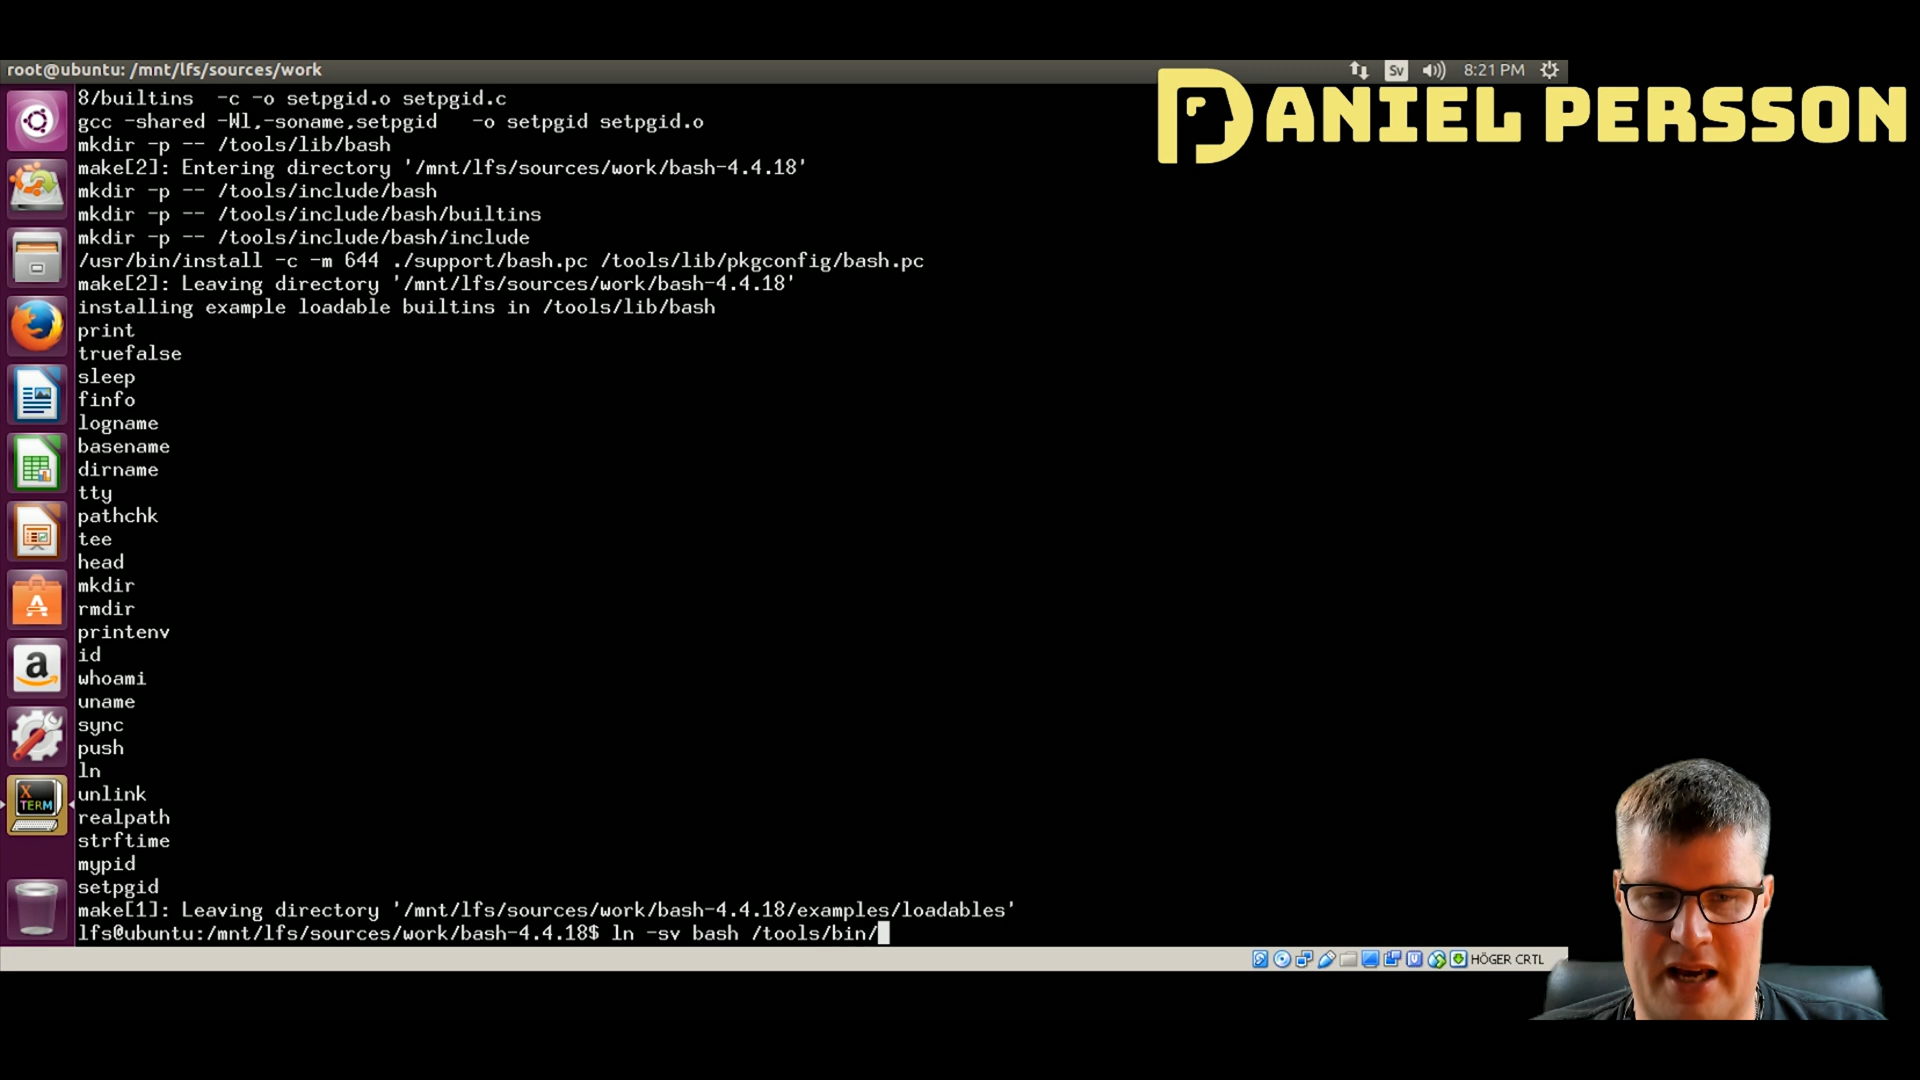 root@ubuntu: /mnt/lfs/sources/work
Sv
8:21 PM
DANIEL PERSSON
8/builtins  -c -o setpgid.o setpgid.c
gcc -shared -Wl,-soname,setpgid   -o setpgid setpgid.o
mkdir -p -- /tools/lib/bash
make[2]: Entering directory '/mnt/lfs/sources/work/bash-4.4.18'
mkdir -p -- /tools/include/bash
mkdir -p -- /tools/include/bash/builtins
mkdir -p -- /tools/include/bash/include
/usr/bin/install -c -m 644 ./support/bash.pc /tools/lib/pkgconfig/bash.pc
make[2]: Leaving directory '/mnt/lfs/sources/work/bash-4.4.18'
installing example loadable builtins in /tools/lib/bash
print
truefalse
sleep
finfo
logname
basename
dirname
tty
pathchk
tee
head
mkdir
rmdir
printenv
id
whoami
uname
sync
push
ln
unlink
realpath
strftime
mypid
setpgid
make[1]: Leaving directory '/mnt/lfs/sources/work/bash-4.4.18/examples/loadables'
lfs@ubuntu:/mnt/lfs/sources/work/bash-4.4.18$ ln -sv bash /tools/bin/
a
X
TERM
HÖGER CRTL